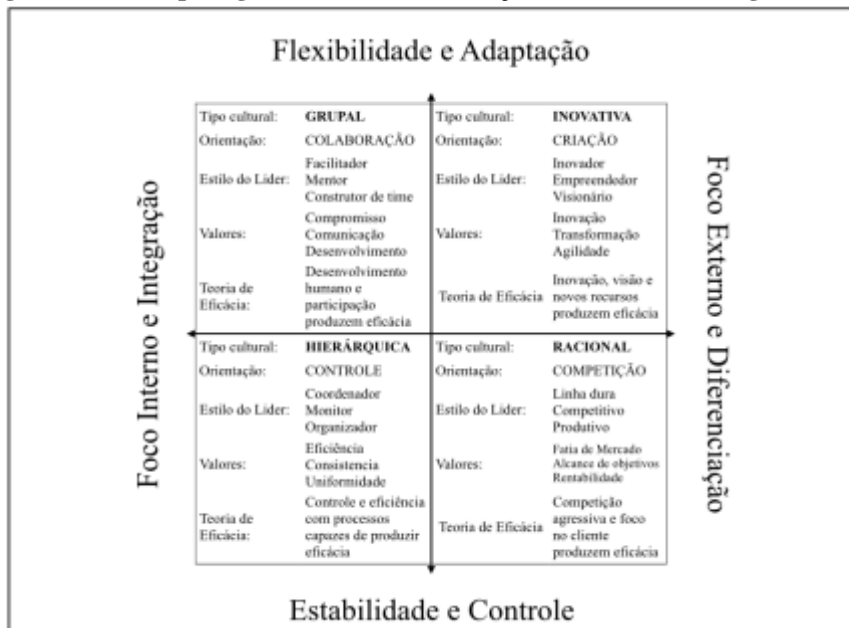 Flexibilidade e Adaptação
Foco Interno e Integração
Tipo cultural: GRUPAL
Orientação: COLABORAÇÃO
Estilo do Líder: Facilitador
Mentor
Construtor de time
Valores: Compromisso
Comunicação
Desenvolvimento
Teoria de Eficácia: Desenvolvimento
humano e
participação
produzem eficácia
Tipo cultural: INOVATIVA
Orientação: CRIAÇÃO
Estilo do Líder: Inovador
Empreendedor
Visionário
Valores: Inovação
Transformação
Agilidade
Teoria de Eficácia Inovação, visão e
novos recursos
produzem eficácia
Tipo cultural: HIERÁRQUICA
Orientação: CONTROLE
Estilo do Líder: Coordenador
Monitor
Organizador
Valores: Eficiência
Consistencia
Uniformidade
Teoria de Eficácia: Controle e eficiência
com processos
capazes de produzir
eficácia
Tipo cultural: RACIONAL
Orientação: COMPETIÇÃO
Estilo do Líder: Linha dura
Competitivo
Produtivo
Valores: Fatia de Mercado
Alcance de objetivos
Rentabilidade
Teoria de Eficácia Competição
agressiva e foco
no cliente
produzem eficácia
Foco Externo e Diferenciação
Estabilidade e Controle